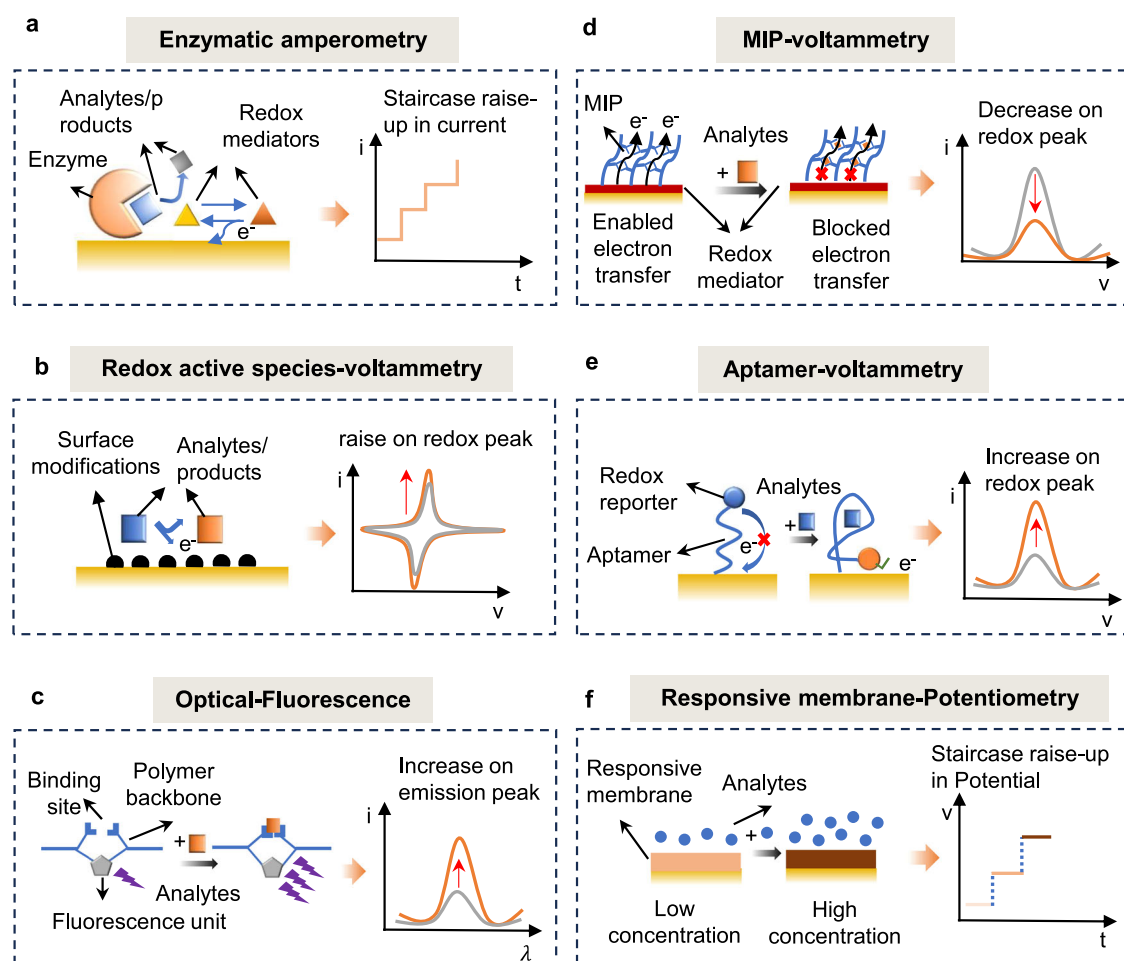 a
Enzymatic amperometry
Analytes/p
roducts
Redox
mediators
Enzyme
e-
Staircase raise-
up in current
i
t
b
Redox active species-voltammetry
Surface
modifications
Analytes/
products
e-
raise on redox peak
i
v
c
Optical-Fluorescence
Binding
site
Polymer
backbone
+
Analytes
Fluorescence unit
Increase on
emission peak
i
λ
d
MIP-voltammetry
MIP
e-
e-
Analytes
+
e-
e-
Enabled
electron
transfer
Redox
mediator
Blocked
electron
transfer
Decrease on
redox peak
i
v
e
Aptamer-voltammetry
Redox
reporter
Analytes
+
Aptamer
e-
e-
Increase on
redox peak
i
v
f
Responsive membrane-Potentiometry
Responsive
membrane
Analytes
+
Low
concentration
High
concentration
Staircase raise-up
in Potential
v
t